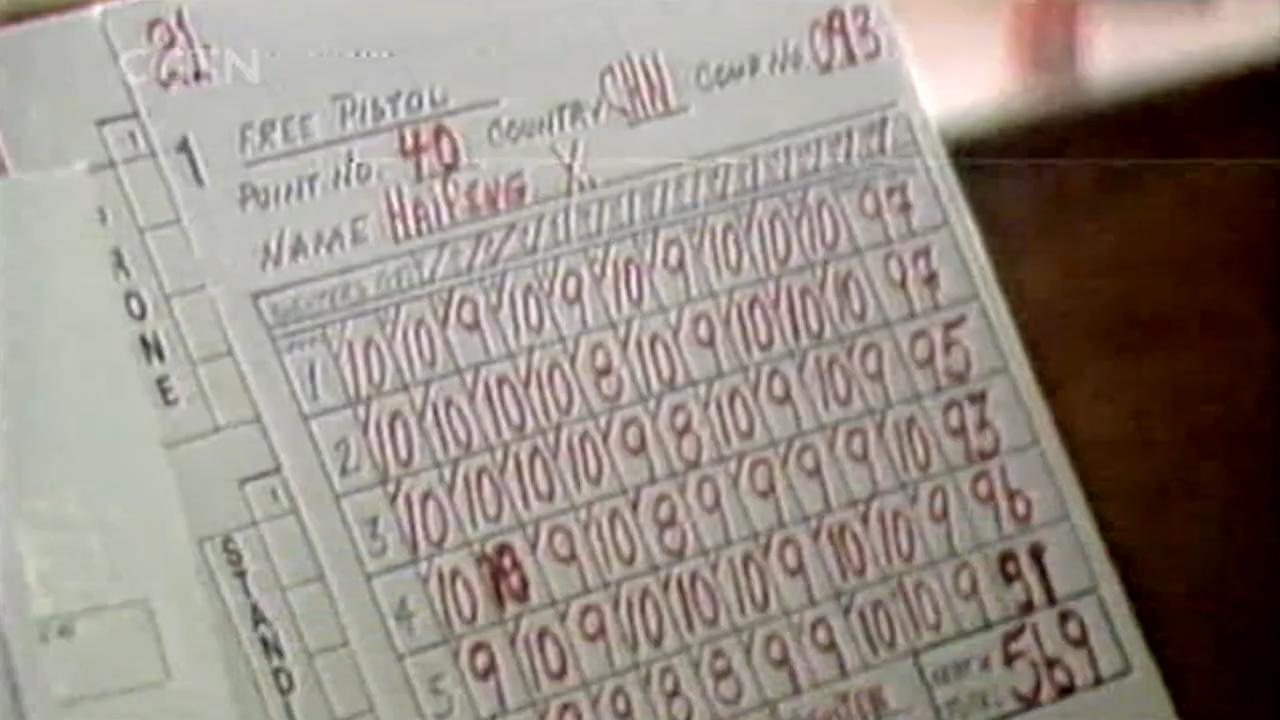 CGTN
21
FREE PISTOL
1
POINT NO. 40 COUNTRY CHN COMP NO. 093
NAME HAIFENG X.
1 10 10 9 10 9 10 9 10 10 10 97
2 10 10 10 10 8 10 9 10 10 10 97
3 10 10 10 10 9 8 10 9 10 9 95
4 10 9 10 8 9 9 9 9 10 93
5 9 10 9 10 10 10 9 10 10 9 96
9 8 8 9 9 10 10 9 91
TOTAL 569
PRONE
STAND